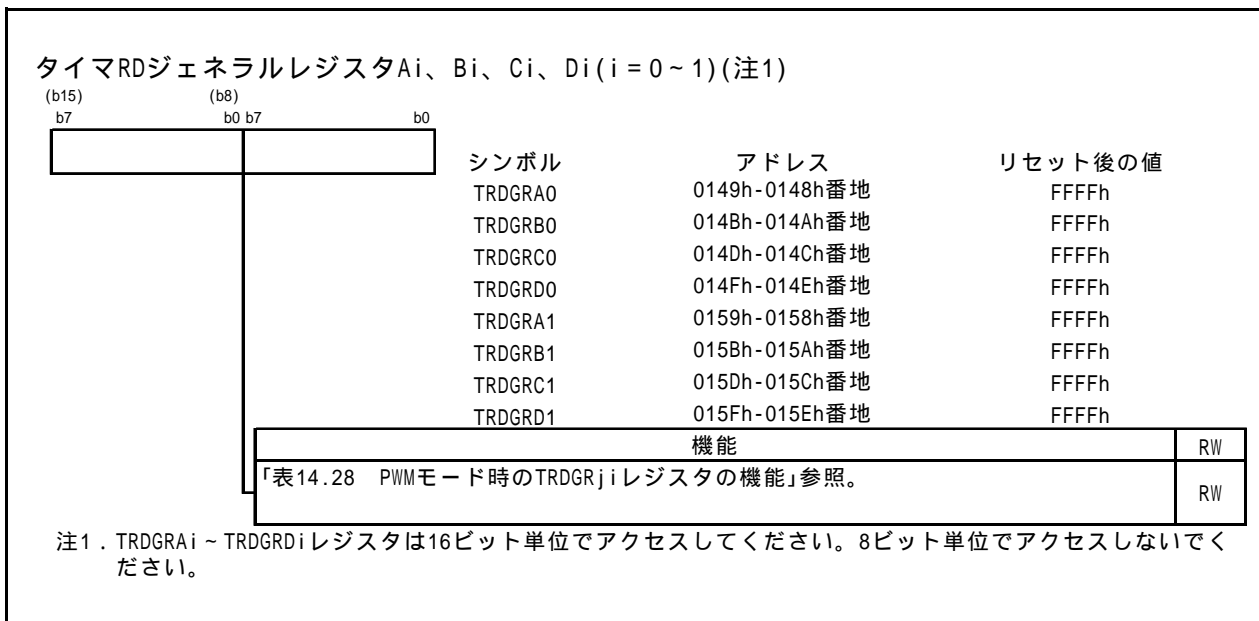 タイマRDジェネラルレジスタAi、Bi、Ci、Di(i=0~1)(注1)
(b15) (b8)
b7 b0 b7 b0
シンボル アドレス リセット後の値
TRDGRA0 0149h-0148h番地 FFFFh
TRDGRB0 014Bh-014Ah番地 FFFFh
TRDGRC0 014Dh-014Ch番地 FFFFh
TRDGRD0 014Fh-014Eh番地 FFFFh
TRDGRA1 0159h-0158h番地 FFFFh
TRDGRB1 015Bh-015Ah番地 FFFFh
TRDGRC1 015Dh-015Ch番地 FFFFh
TRDGRD1 015Fh-015Eh番地 FFFFh
機能 RW
「表14.28 PWMモード時のTRDGRjiレジスタの機能」参照。 RW
注1.TRDGRAi~TRDGRDiレジスタは16ビット単位でアクセスしてください。8ビット単位でアクセスしないでく
ださい。